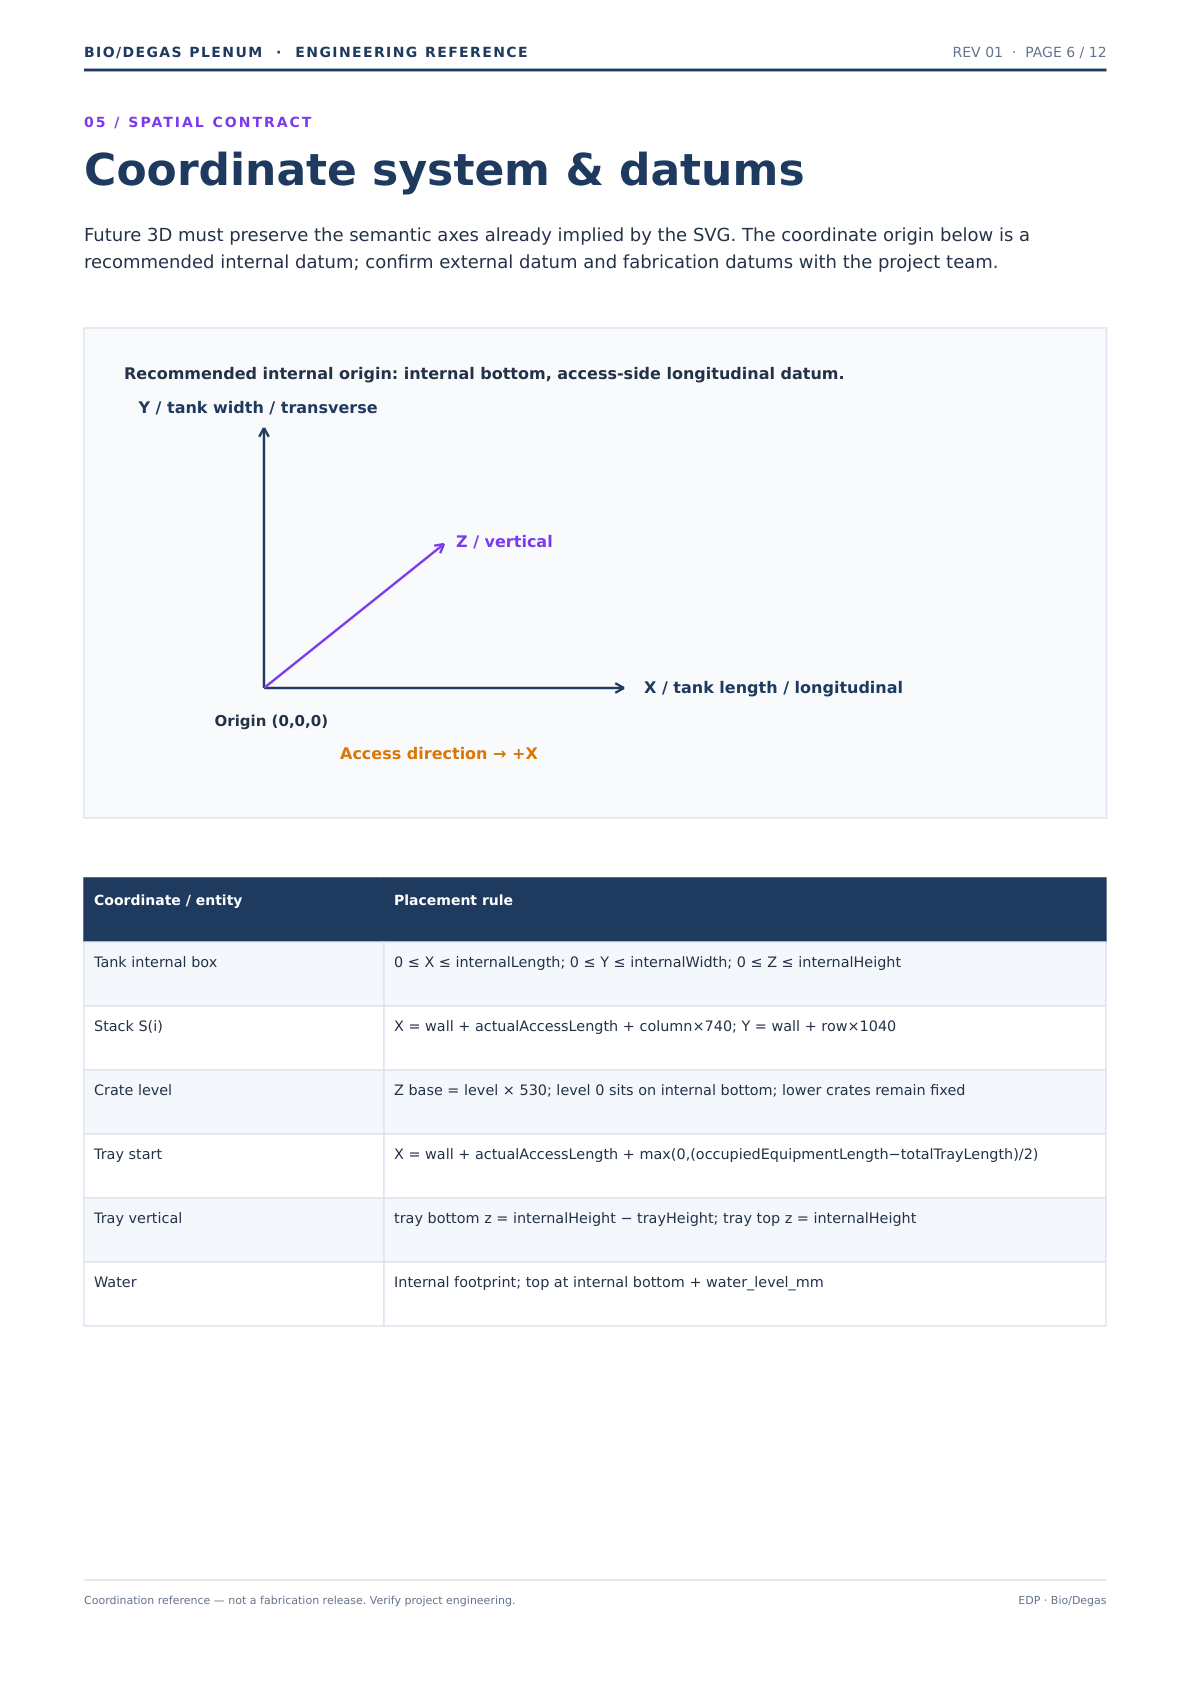 BIO/DEGAS PLENUM · ENGINEERING REFERENCE
REV 01 · PAGE 6 / 12
05 / SPATIAL CONTRACT
Coordinate system & datums
Future 3D must preserve the semantic axes already implied by the SVG. The coordinate origin below is a
recommended internal datum; confirm external datum and fabrication datums with the project team.
Recommended internal origin: internal bottom, access-side longitudinal datum.
Y / tank width / transverse
Z / vertical
X / tank length / longitudinal
Origin (0,0,0)
Access direction → +X
Coordinate / entity
Placement rule
Tank internal box
0 ≤ X ≤ internalLength; 0 ≤ Y ≤ internalWidth; 0 ≤ Z ≤ internalHeight
Stack S(i)
X = wall + actualAccessLength + column×740; Y = wall + row×1040
Crate level
Z base = level × 530; level 0 sits on internal bottom; lower crates remain fixed
Tray start
X = wall + actualAccessLength + max(0,(occupiedEquipmentLength−totalTrayLength)/2)
Tray vertical
tray bottom z = internalHeight − trayHeight; tray top z = internalHeight
Water
Internal footprint; top at internal bottom + water_level_mm
Coordination reference — not a fabrication release. Verify project engineering.
EDP · Bio/Degas